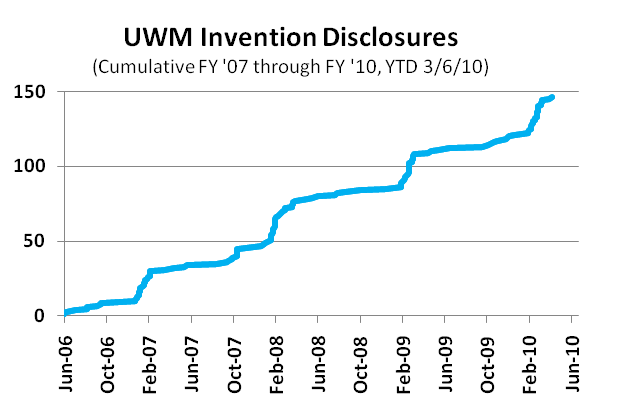 UWM Invention Disclosures
(Cumulative FY '07 through FY '10, YTD 3/6/10)
150
100
50
0
Jun-06
Oct-06
Feb-07
Jun-07
Oct-07
Feb-08
Jun-08
Oct-08
Feb-09
Jun-09
Oct-09
Feb-10
Jun-10